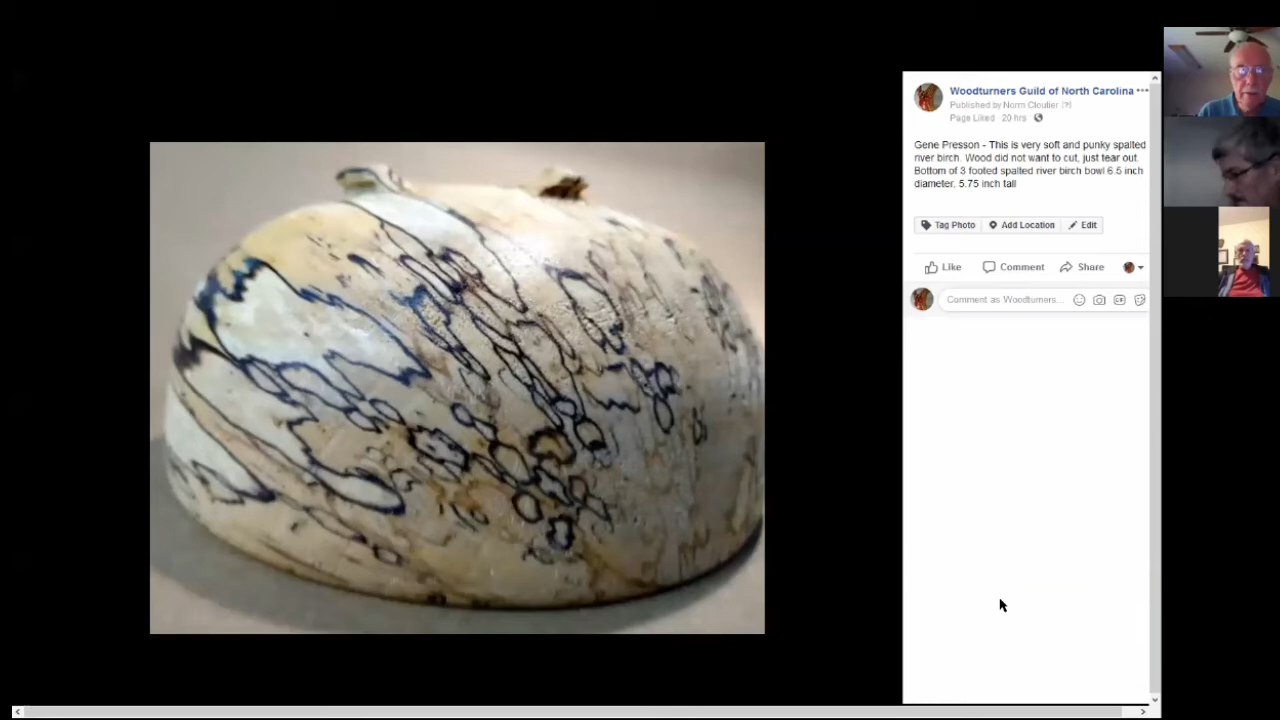 Woodturners Guild of North Carolina
Published by Norm Cloutier [?]
Page Liked · 20 hrs ·
Gene Presson - This is very soft and punky spalted
river birch. Wood did not want to cut, just tear out.
Bottom of 3 footed spalted river birch bowl 6.5 inch
diameter, 5.75 inch tall
Tag Photo Add Location Edit
Like Comment Share
Comment as Woodturners...